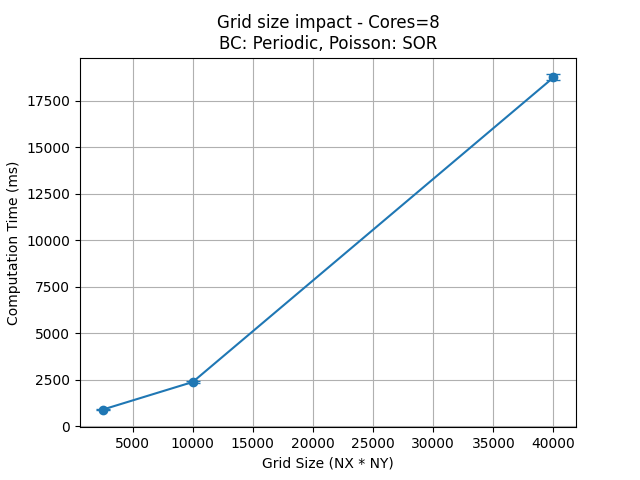 Grid size impact - Cores=8
BC: Periodic, Poisson: SOR
17500
15000
12500
10000
7500
5000
2500
0
Computation Time (ms)
5000 10000 15000 20000 25000 30000 35000 40000
Grid Size (NX * NY)